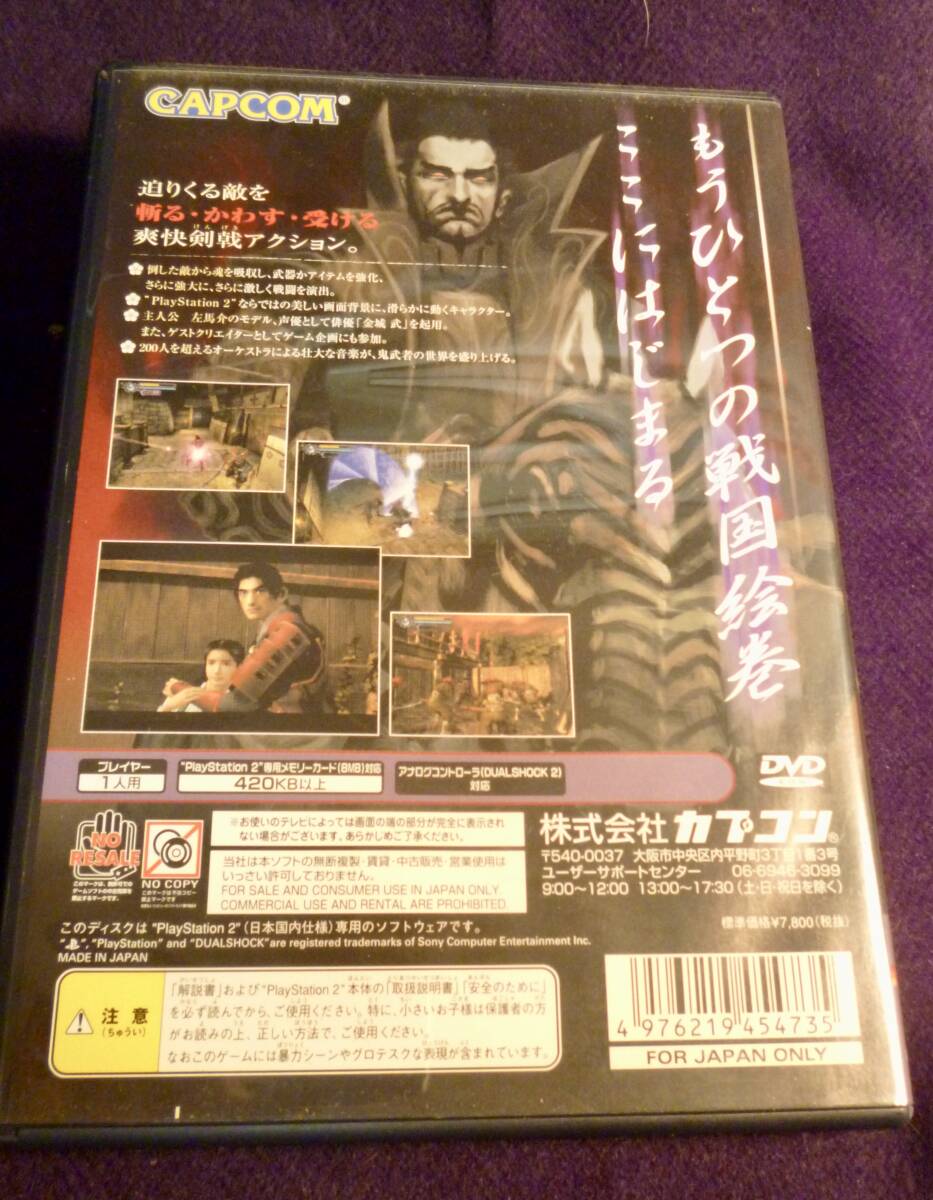 CAPCOM®
もうひとつの戦国絵巻
ここにはじまる
迫りくる敵を
斬る・かわす・受ける
爽快剣戟アクション。
けんげき
倒した敵から魂を吸収し、武器かアイテムを強化、
さらに強大に、さらに激しく戦闘を演出。
"PlayStation 2"ならではの美しい画面背景に、滑らかに動くキャラクター。
主人公 左馬介のモデル、声優として俳優「金城 武」を起用。
また、ゲストクリエイターとしてゲーム企画にも参加。
200人を超えるオーケストラによる壮大な音楽が、鬼武者の世界を盛り上げる。
プレイヤー
1人用
"PlayStation 2"専用メモリーカード(8MB)対応
420KB以上
アナログコントローラ(DUALSHOCK 2)
対応
DVD
NO
RESALE
NO COPY
※お使いのテレビによっては画面の端の部分が完全に表示され
ない場合がございます。あらかじめご了承ください。
当社は本ソフトの無断複製・賃貸・中古販売・営業使用は
いっさい許可しておりません。
FOR SALE AND CONSUMER USE IN JAPAN ONLY.
COMMERCIAL USE AND RENTAL ARE PROHIBITED.
株式会社カプコン®
〒540-0037 大阪市中央区内平野町3丁目1番3号
ユーザーサポートセンター 06-6946-3099
9:00~12:00 13:00~17:30(土・日・祝日を除く)
標準価格¥7,800(税抜)
このディスクは "PlayStation 2"(日本国内仕様)専用のソフトウェアです。
", "PlayStation" and "DUALSHOCK"are registered trademarks of Sony Computer Entertainment Inc.
MADE IN JAPAN
注意
(ちゅうい)
「解説書」および"PlayStation 2"本体の「取扱説明書」「安全のために」
を必ず読んでから、ご使用ください。特に、小さいお子様は保護者の方
がお読みの上、正しい方法で、ご使用ください。
なおこのゲームには暴力シーンやグロテスクな表現が含まれています。
4 976219 454735
FOR JAPAN ONLY